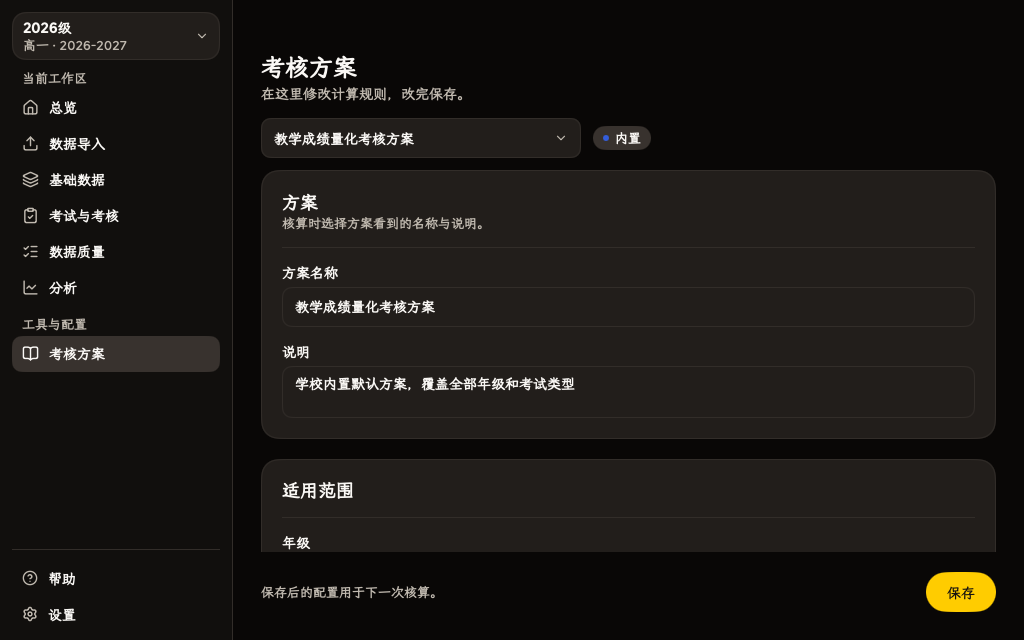 2026级
高一 · 2026-2027
当前工作区
总览
数据导入
基础数据
考试与考核
数据质量
分析
工具与配置
考核方案
帮助
设置
考核方案
在这里修改计算规则，改完保存。
教学成绩量化考核方案
内置
方案
核算时选择方案看到的名称与说明。
方案名称
教学成绩量化考核方案
说明
学校内置默认方案，覆盖全部年级和考试类型
适用范围
年级
保存后的配置用于下一次核算。
保存